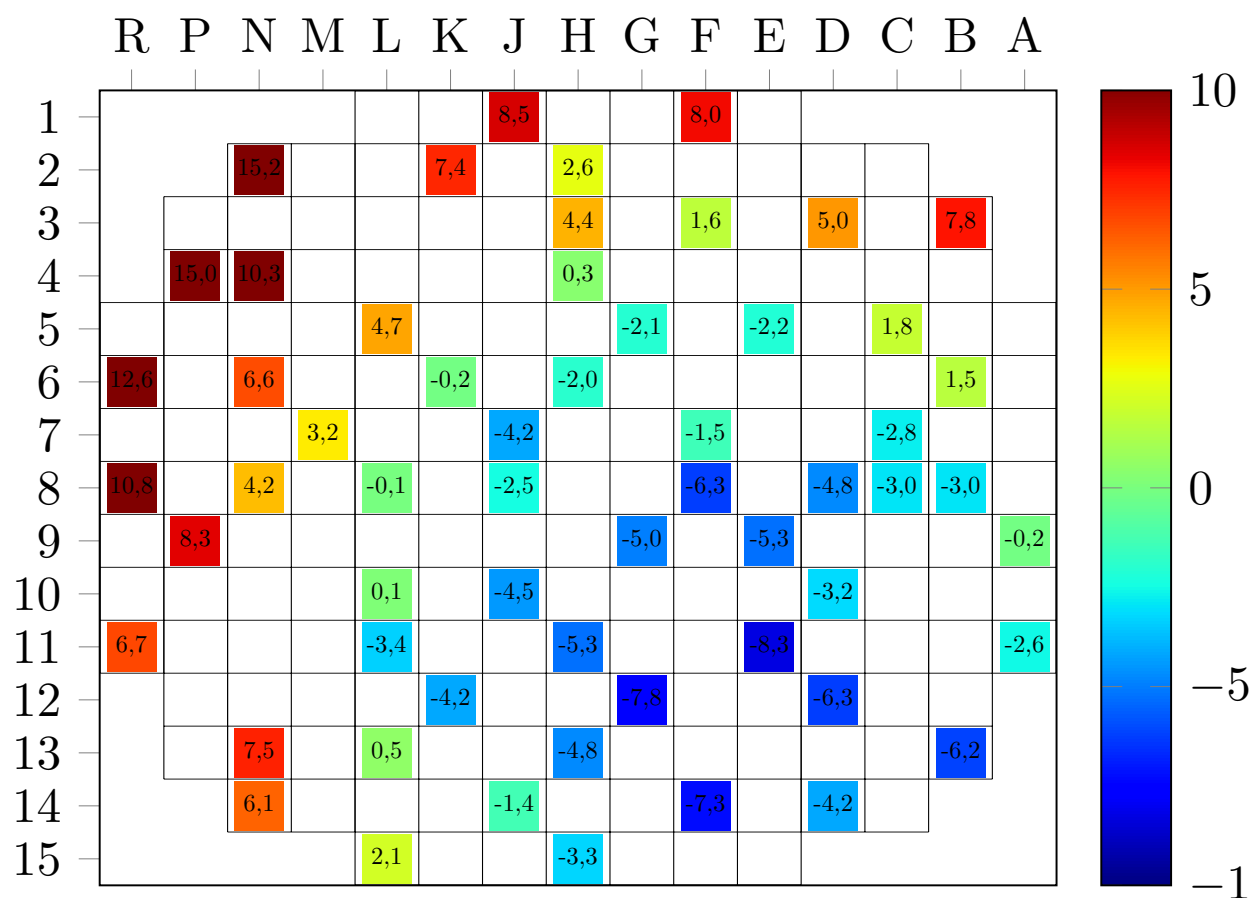 R P N M L K J H G F E D C B A
1 8,5 8,0 10
2 15,2 7,4 2,6
3 4,4 1,6 5,0 7,8
4 15,0 10,3 0,3 5
5 4,7 -2,1 -2,2 1,8
6 12,6 6,6 -0,2 -2,0 1,5
7 3,2 -4,2 -1,5 -2,8
8 10,8 4,2 -0,1 -2,5 -6,3 -4,8 -3,0 -3,0 0
9 8,3 -5,0 -5,3 -0,2
10 0,1 -4,5 -3,2
11 6,7 -3,4 -5,3 -8,3 -2,6
12 -4,2 -7,8 -6,3 −5
13 7,5 0,5 -4,8 -6,2
14 6,1 -1,4 -7,3 -4,2
15 2,1 -3,3 −1